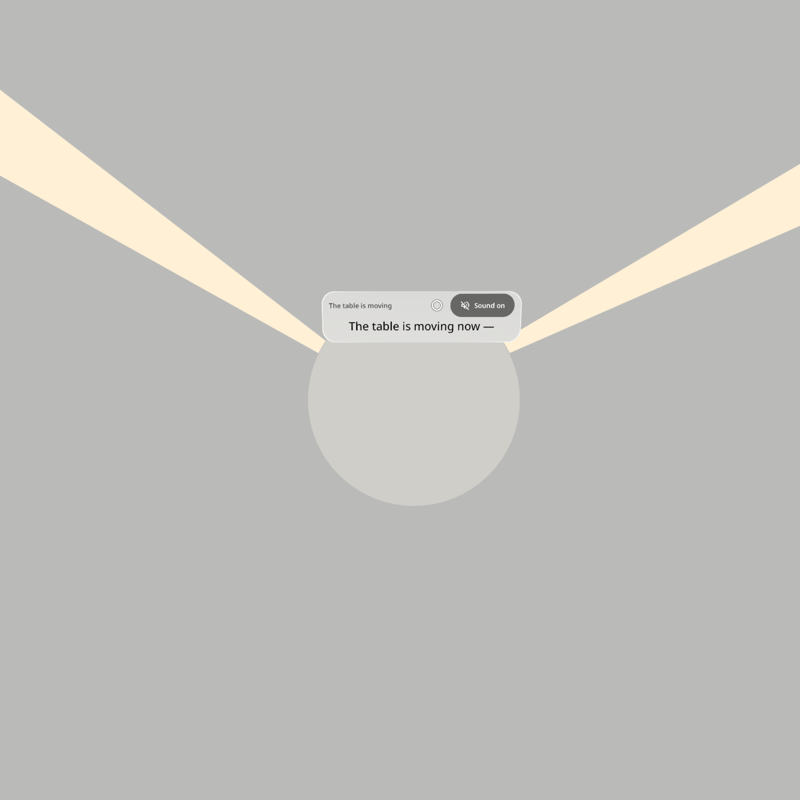 The table is moving
Sound on
The table is moving now —